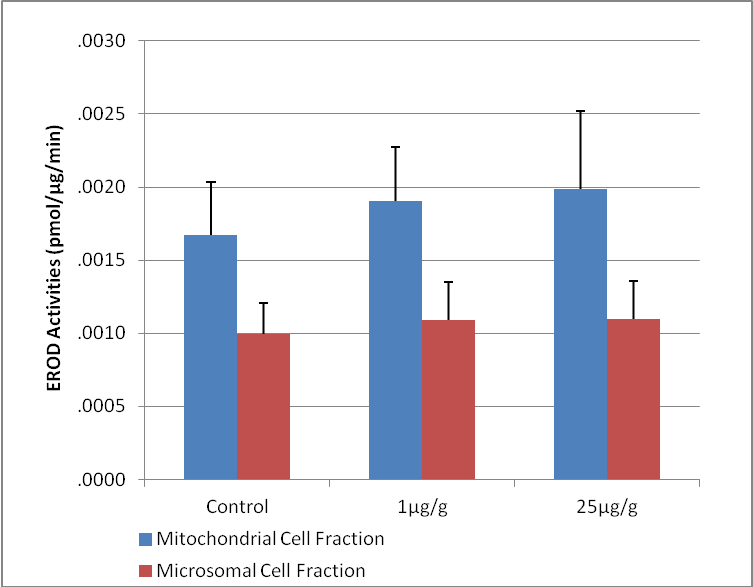 EROD Activities (pmol/µg/min)
.0030
.0025
.0020
.0015
.0010
.0005
.0000
Control 1µg/g 25µg/g
Mitochondrial Cell Fraction
Microsomal Cell Fraction